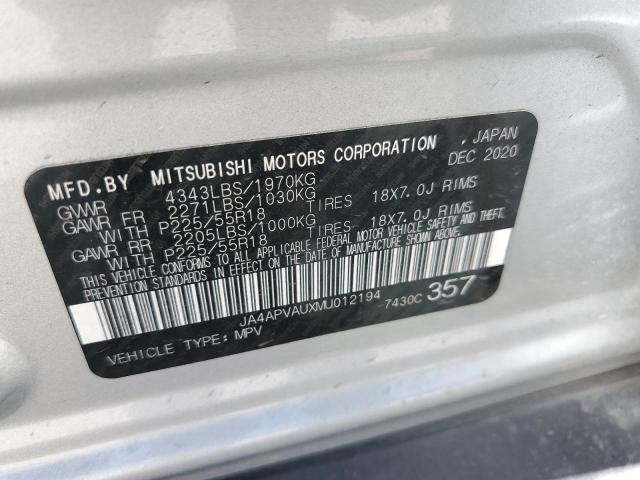 MFD.BY MITSUBISHI MOTORS CORPORATION , JAPAN
GVWR 4343LBS/1970KG DEC 2020
GAWR FR 2271LBS/1030KG
WITH P225/55R18 TIRES 18X7.0J RIMS
GAWR RR 2205LBS/1000KG
WITH P225/55R18 TIRES 18X7.0J RIMS
THIS VEHICLE CONFORMS TO ALL APPLICABLE FEDERAL MOTOR VEHICLE SAFETY AND THEFT
PREVENTION STANDARDS IN EFFECT ON THE DATE OF MANUFACTURE SHOWN ABOVE.
JA4APVAUXMU012194 7430C 357
VEHICLE TYPE: MPV